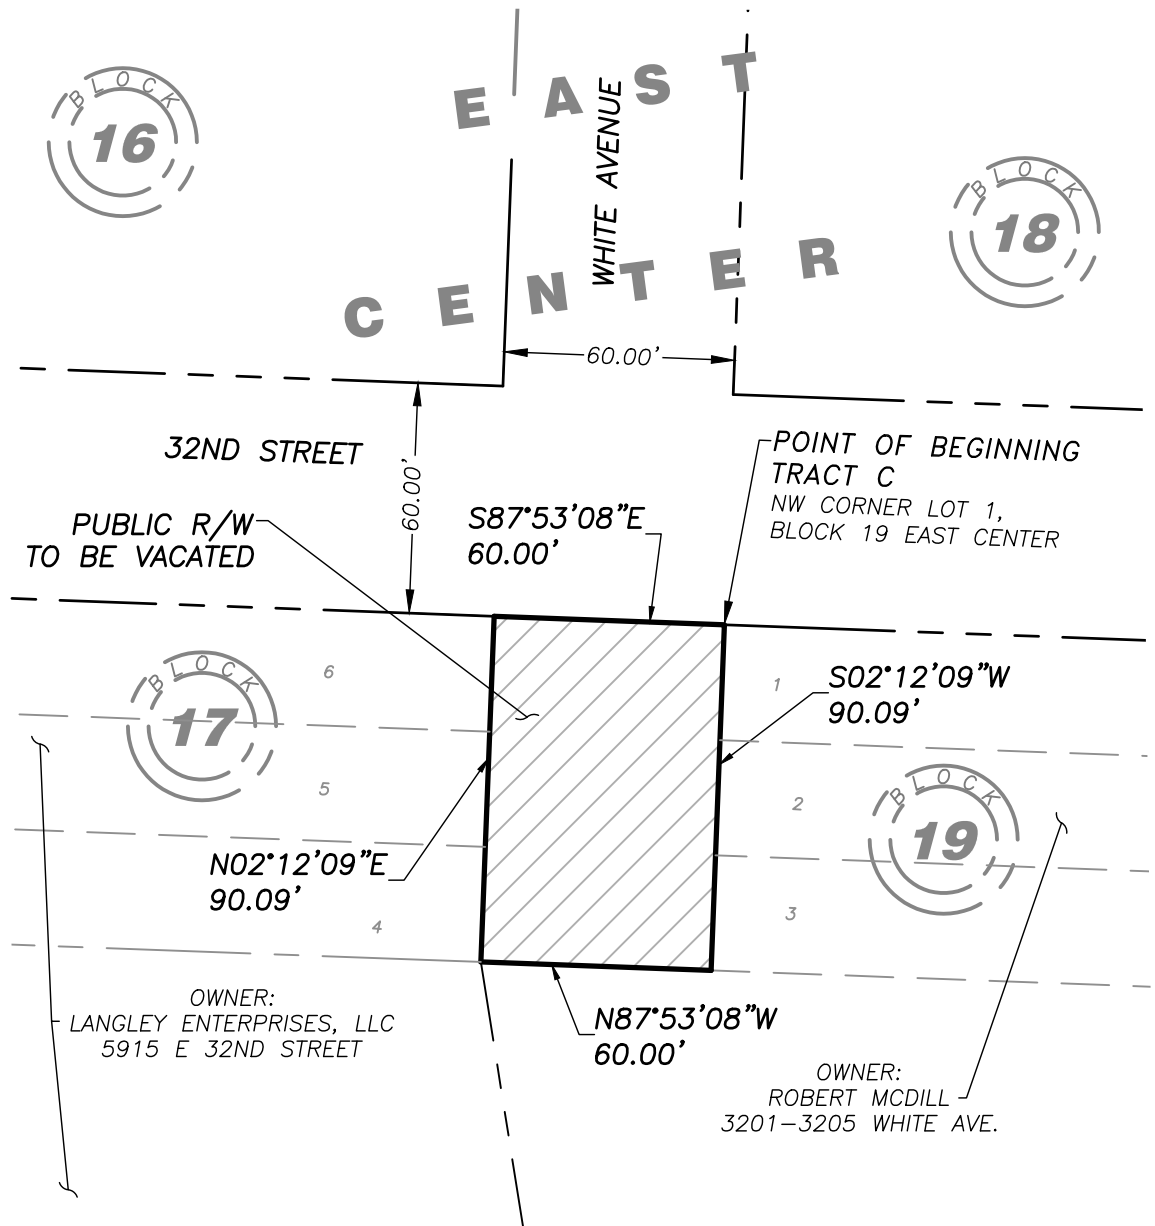 EAST
CENTER
BLOCK
16
BLOCK
18
WHITE AVENUE
60.00'
32ND STREET
60.00'
POINT OF BEGINNING
TRACT C
NW CORNER LOT 1,
BLOCK 19 EAST CENTER
PUBLIC R/W
TO BE VACATED
S87°53'08"E
60.00'
6
BLOCK
17
5
4
1
S02°12'09"W
90.09'
2
BLOCK
19
3
N02°12'09"E
90.09'
OWNER:
LANGLEY ENTERPRISES, LLC
5915 E 32ND STREET
N87°53'08"W
60.00'
OWNER:
ROBERT MCDILL
3201-3205 WHITE AVE.